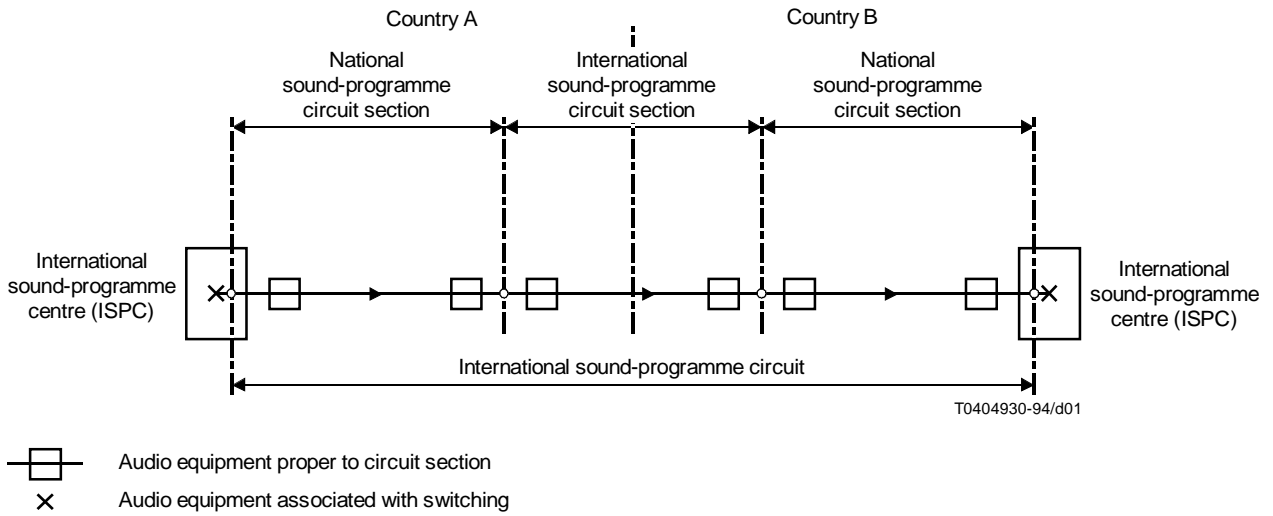 Country A
Country B
National
sound-programme
circuit section
International
sound-programme
circuit section
National
sound-programme
circuit section
International
sound-programme
centre (ISPC)
International
sound-programme
centre (ISPC)
International sound-programme circuit
T0404930-94/d01
Audio equipment proper to circuit section
Audio equipment associated with switching